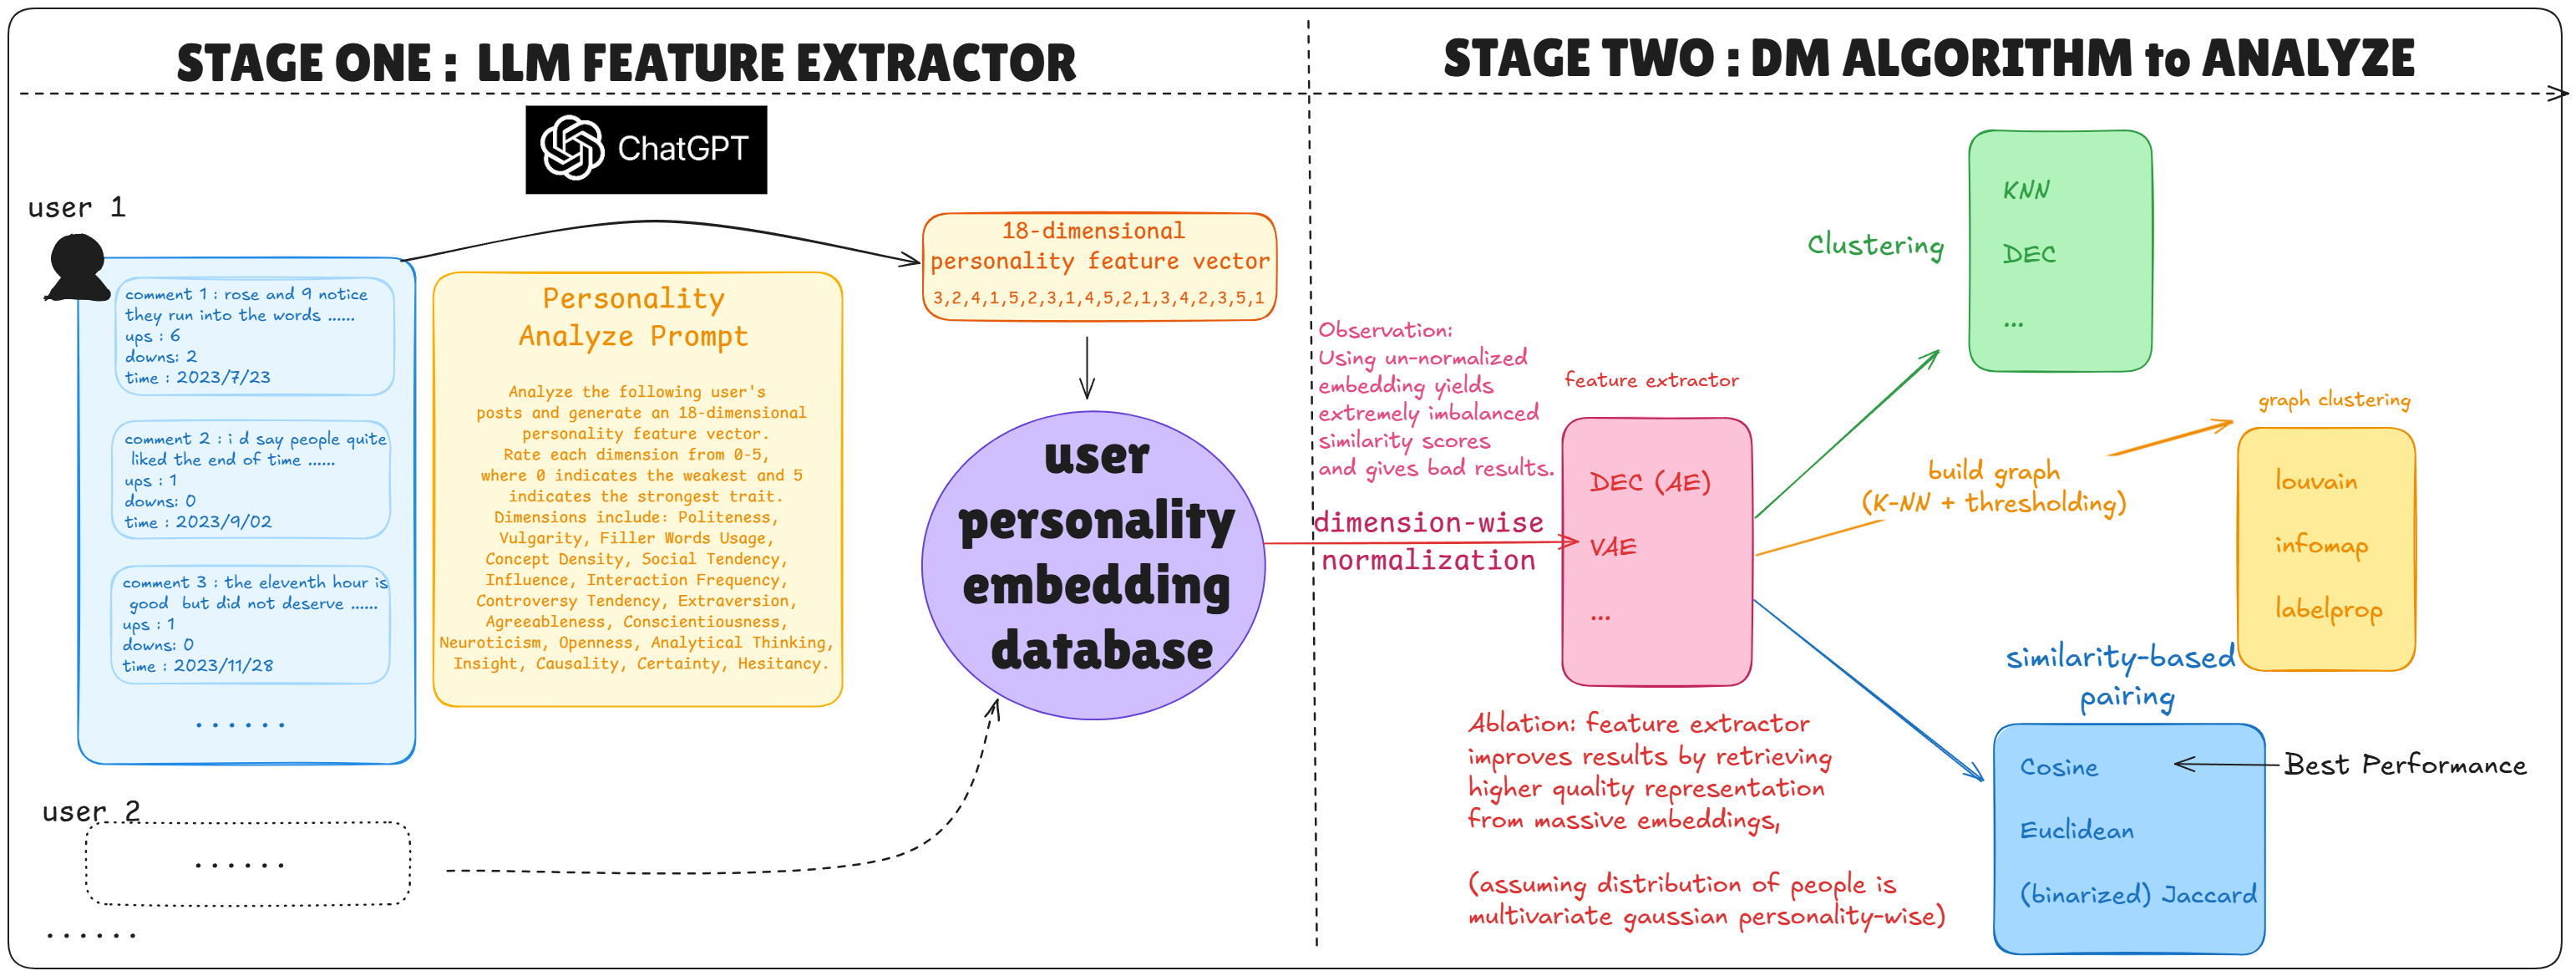 STAGE ONE : LLM FEATURE EXTRACTOR
STAGE TWO : DM ALGORITHM to ANALYZE
ChatGPT
user 1
comment 1 : rose and 9 notice
they run into the words ......
ups : 6
downs: 2
time : 2023/7/23
comment 2 : i d say people quite
liked the end of time ......
ups : 1
downs: 0
time : 2023/9/02
comment 3 : the eleventh hour is
good but did not deserve ......
ups : 1
downs: 0
time : 2023/11/28
......
user 2
......
......
Personality
Analyze Prompt
Analyze the following user's
posts and generate an 18-dimensional
personality feature vector.
Rate each dimension from 0-5,
where 0 indicates the weakest and 5
indicates the strongest trait.
Dimensions include: Politeness,
Vulgarity, Filler Words Usage,
Concept Density, Social Tendency,
Influence, Interaction Frequency,
Controversy Tendency, Extraversion,
Agreeableness, Conscientiousness,
Neuroticism, Openness, Analytical Thinking,
Insight, Causality, Certainty, Hesitancy.
18-dimensional
personality feature vector
3,2,4,1,5,2,3,1,4,5,2,1,3,4,2,3,5,1
user
personality
embedding
database
Observation:
Using un-normalized
embedding yields
extremely imbalanced
similarity scores
and gives bad results.
dimension-wise
normalization
feature extractor
DEC (AE)
VAE
...
Ablation: feature extractor
improves results by retrieving
higher quality representation
from massive embeddings,
(assuming distribution of people is
multivariate gaussian personality-wise)
Clustering
KNN
DEC
...
build graph
(K-NN + thresholding)
graph clustering
louvain
infomap
labelprop
similarity-based
pairing
Cosine
Euclidean
(binarized) Jaccard
Best Performance